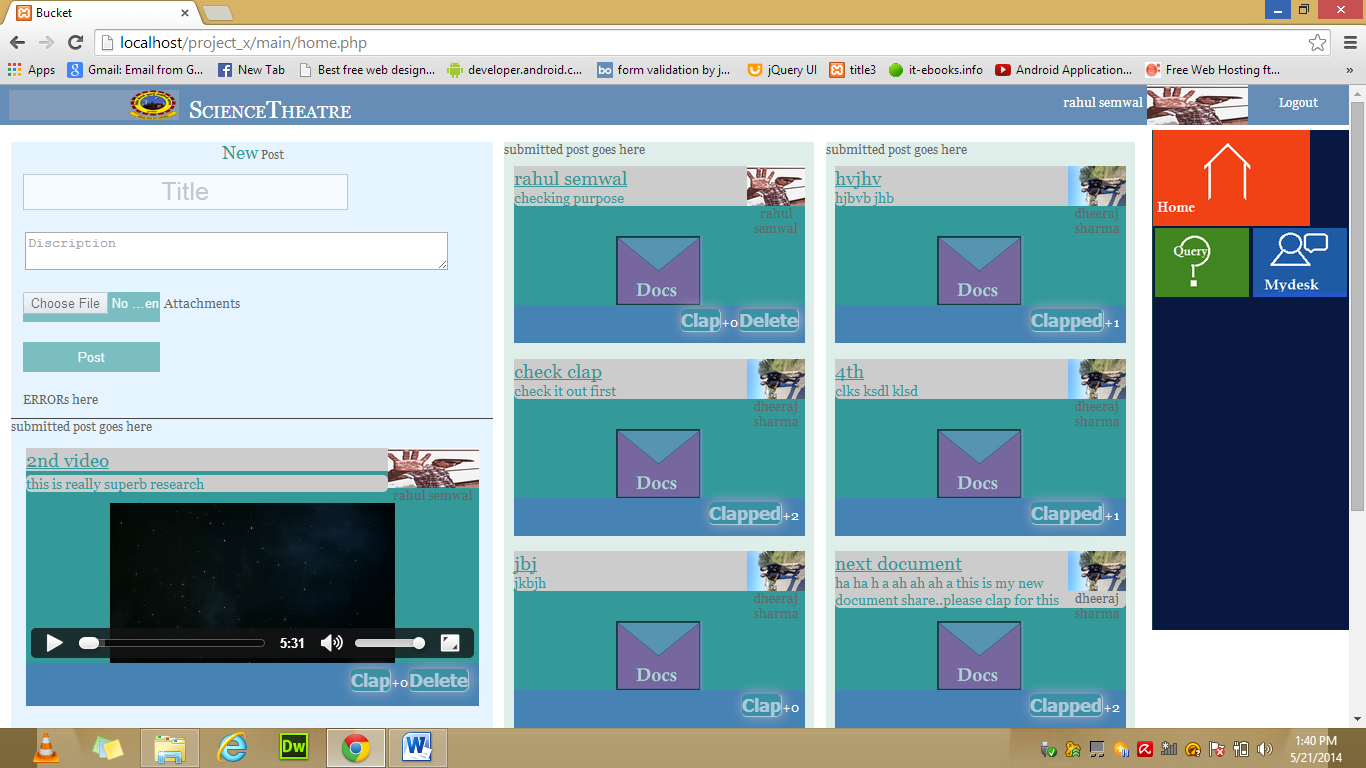 Bucket
localhost/project_x/main/home.php
Apps
Gmail: Email from G...
New Tab
Best free web design...
developer.android.c...
form validation by j...
jQuery UI
title3
it-ebooks.info
Android Application...
Free Web Hosting ft...
»
ScienceTheatre
rahul semwal
Logout
New Post
Title
Discription
Choose File No ...en Attachments
Post
ERRORs here
submitted post goes here
2nd video
this is really superb research
rahul semwal
5:31
Clap+0Delete
submitted post goes here
rahul semwal
checking purpose
rahul
semwal
Docs
Clap+0Delete
check clap
check it out first
dheeraj
sharma
Docs
Clapped+2
jbj
jkbjh
dheeraj
sharma
Docs
Clap+0
submitted post goes here
hvjhv
hjbvb jhb
dheeraj
sharma
Docs
Clapped+1
4th
clks ksdl klsd
dheeraj
sharma
Docs
Clapped+1
next document
ha ha h a ah ah ah a this is my new
document share..please clap for this
dheeraj
sharma
Docs
Clapped+2
Home
Query
Mydesk
Dw
1:40 PM
5/21/2014